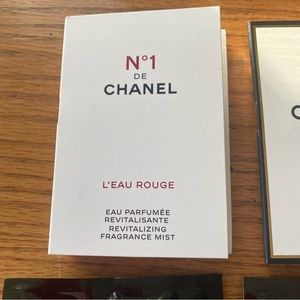 N°1
DE
CHANEL
L'EAU ROUGE
EAU PARFUMÉE
REVITALISANTE
REVITALIZING
FRAGRANCE MIST